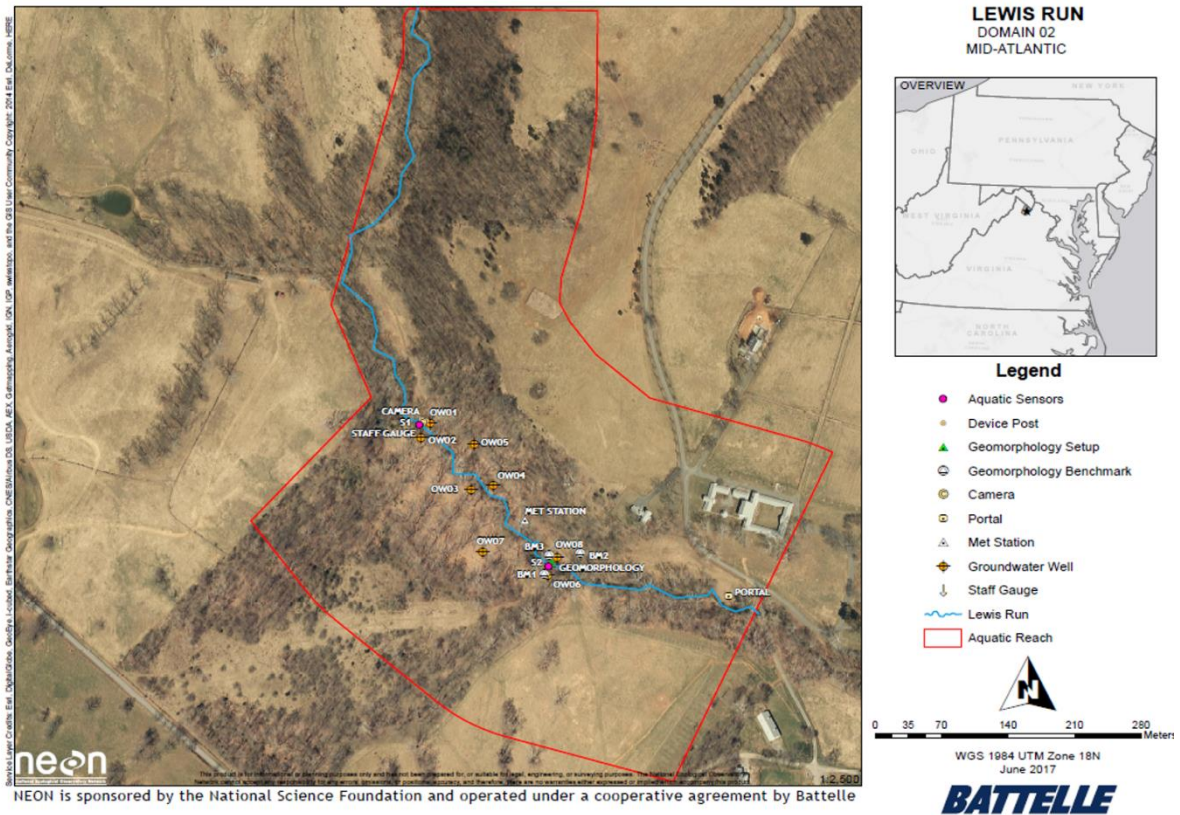 LEWIS RUN
DOMAIN 02
MID-ATLANTIC
OVERVIEW
NEW YORK
PENNSYLVANIA
OHIO
WEST VIRGINIA
VIRGINIA
NORTH
CAROLINA
Legend
Aquatic Sensors
Device Post
Geomorphology Setup
Geomorphology Benchmark
Camera
Portal
Met Station
Groundwater Well
Staff Gauge
Lewis Run
Aquatic Reach
N
0 35 70 140 210 280
Meters
WGS 1984 UTM Zone 18N
June 2017
BATTELLE
CAMERA
OW01
S1
STAFF GAUGE
OW02
OW05
OW04
OW03
MET STATION
OW07
BM3
OW08
BM2
S2
GEOMORPHOLOGY
BM1
OW06
PORTAL
neon
National Ecological Observatory Network
1:2,500
NEON is sponsored by the National Science Foundation and operated under a cooperative agreement by Battelle